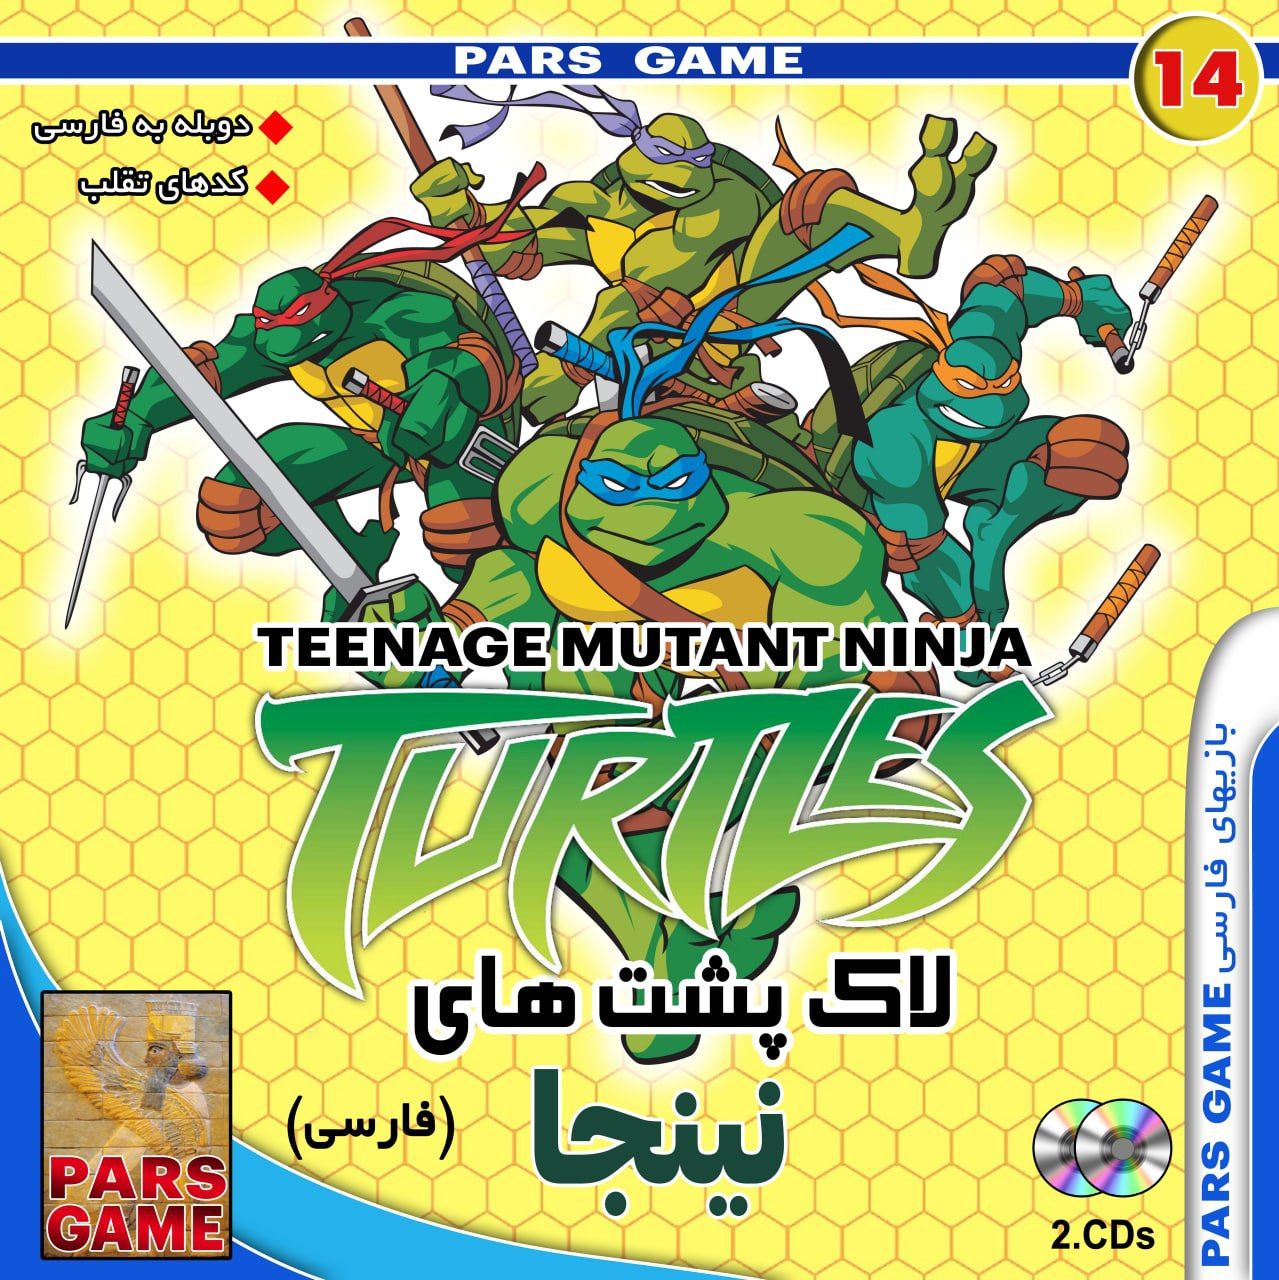 PARS GAME
14
دوبله به فارسی
کدهای تقلب
TEENAGE MUTANT NINJA
TURTLES
لاک پشت های
نینجا
(فارسی)
PARS
GAME
2.CDs
PARS GAME بازیهای فارسی